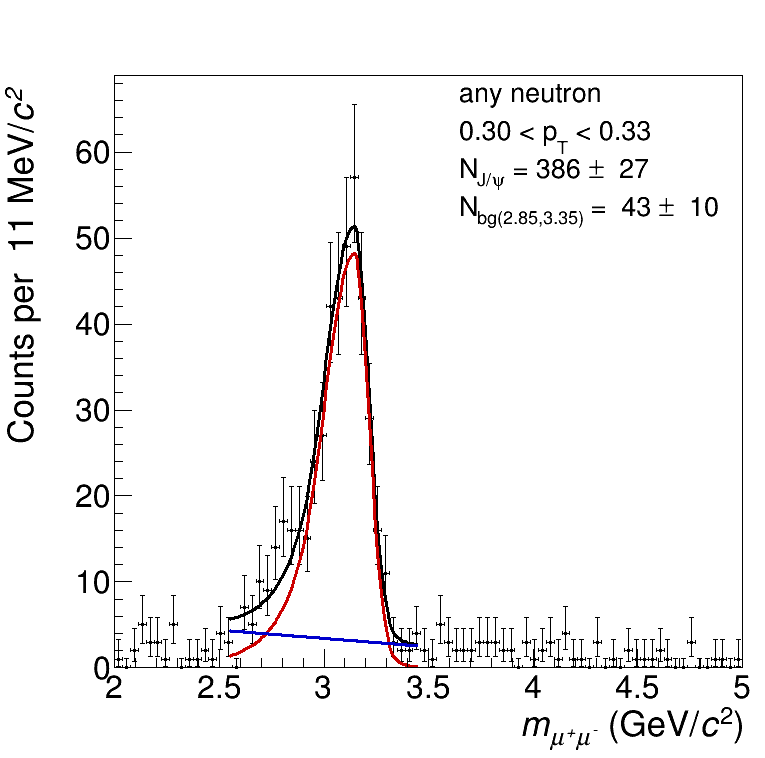 any neutron
0.30 < p_T < 0.33
N_J/ψ = 386 ± 27
N_bg(2.85,3.35) = 43 ± 10
Counts per 11 MeV/c²
60
50
40
30
20
10
0
2 2.5 3 3.5 4 4.5 5
m_μ⁺μ⁻ (GeV/c²)